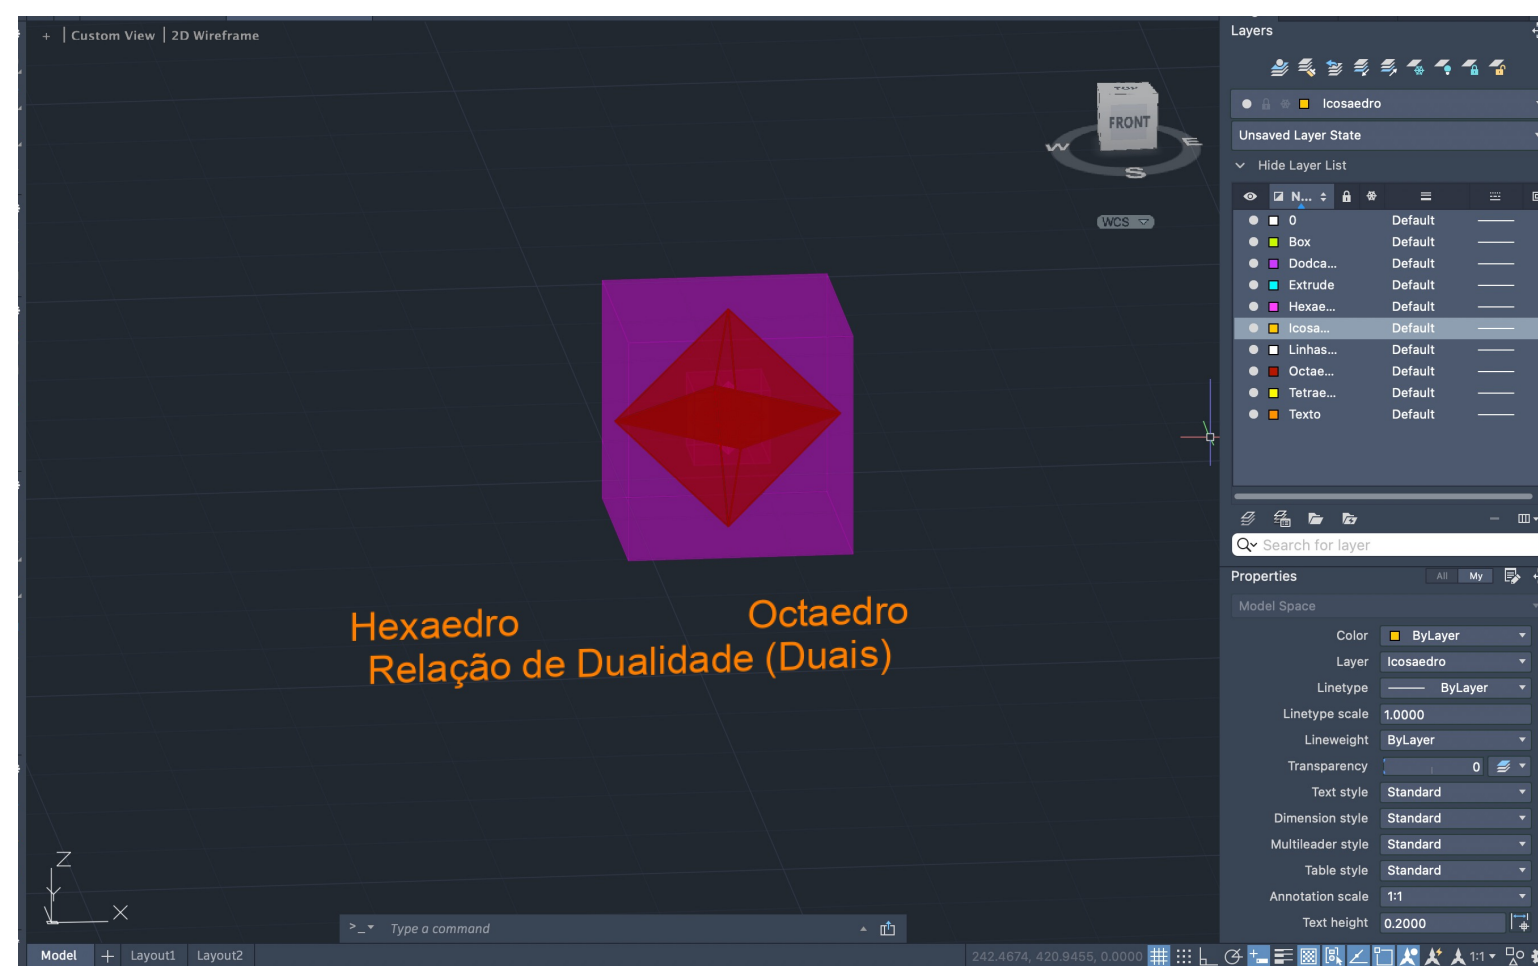 + | Custom View | 2D Wireframe
TOP
FRONT
W
E
S
WCS
Hexaedro
Octaedro
Relação de Dualidade (Duais)
Z
Y
X
>_ Type a command
Model + Layout1 Layout2
242.4674, 420.9455, 0.0000
1:1
Layers
Icosaedro
Unsaved Layer State
Hide Layer List
N...
0 Default
Box Default
Dodca... Default
Extrude Default
Hexae... Default
Icosa... Default
Linhas... Default
Octae... Default
Tetrae... Default
Texto Default
Search for layer
Properties All My
Model Space
Color ByLayer
Layer Icosaedro
Linetype ByLayer
Linetype scale 1.0000
Lineweight ByLayer
Transparency 0
Text style Standard
Dimension style Standard
Multileader style Standard
Table style Standard
Annotation scale 1:1
Text height 0.2000